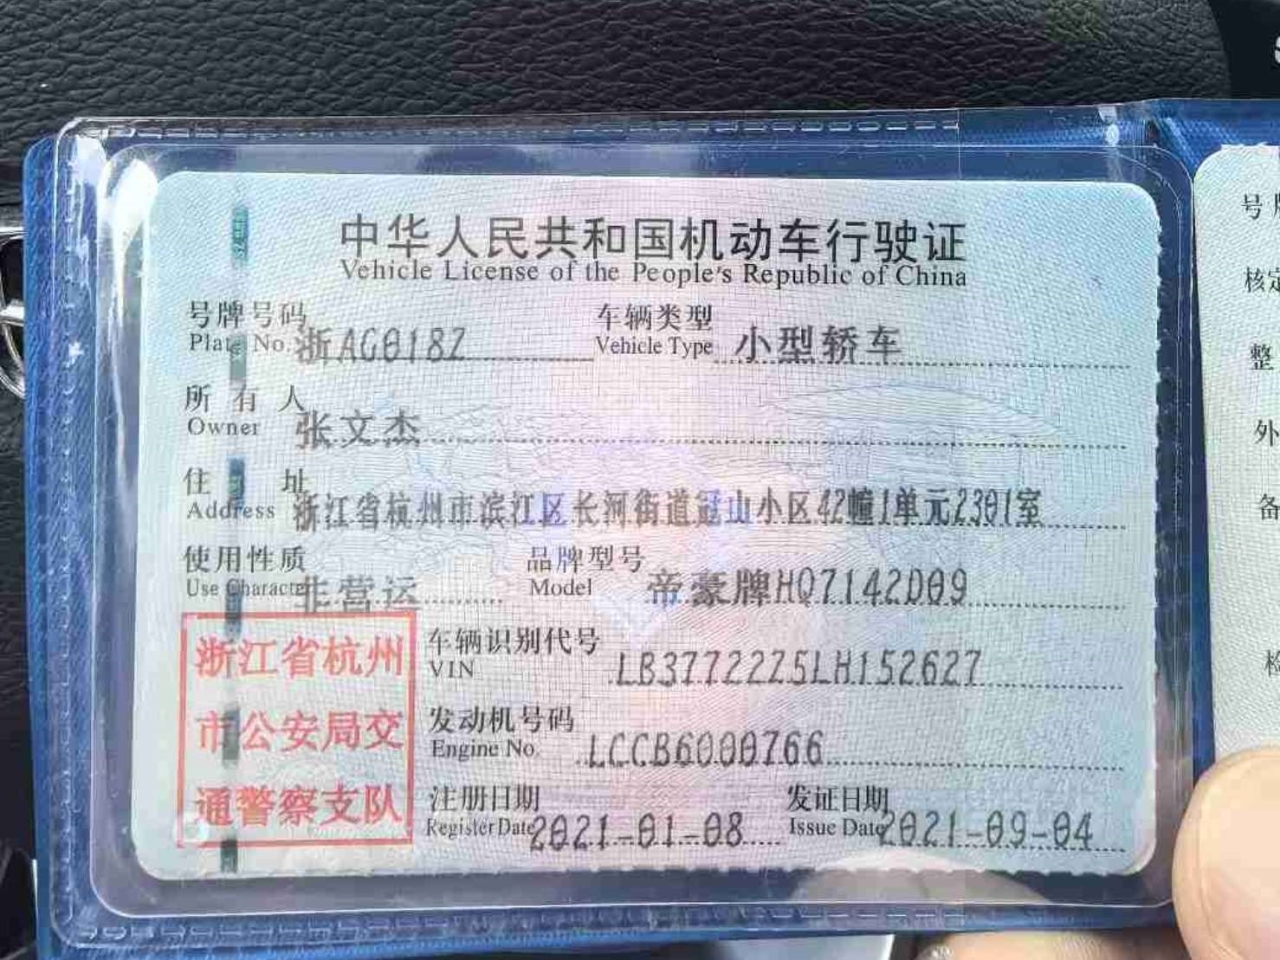 中华人民共和国机动车行驶证
Vehicle License of the People's Republic of China
号牌号码 车辆类型
Plate No. 浙AG018Z Vehicle Type 小型轿车
所有人
Owner 张文杰
住址
Address 浙江省杭州市滨江区长河街道冠山小区42幢1单元2301室
使用性质 品牌型号
Use Character 非营运 Model 帝豪牌HQ7142D09
浙江省杭州
市公安局交
通警察支队
车辆识别代号
VIN LB37722Z5LH152627
发动机号码
Engine No. LCCB6000766
注册日期 发证日期
Register Date 2021-01-08 Issue Date 2021-09-04
号
核定
整
外
备